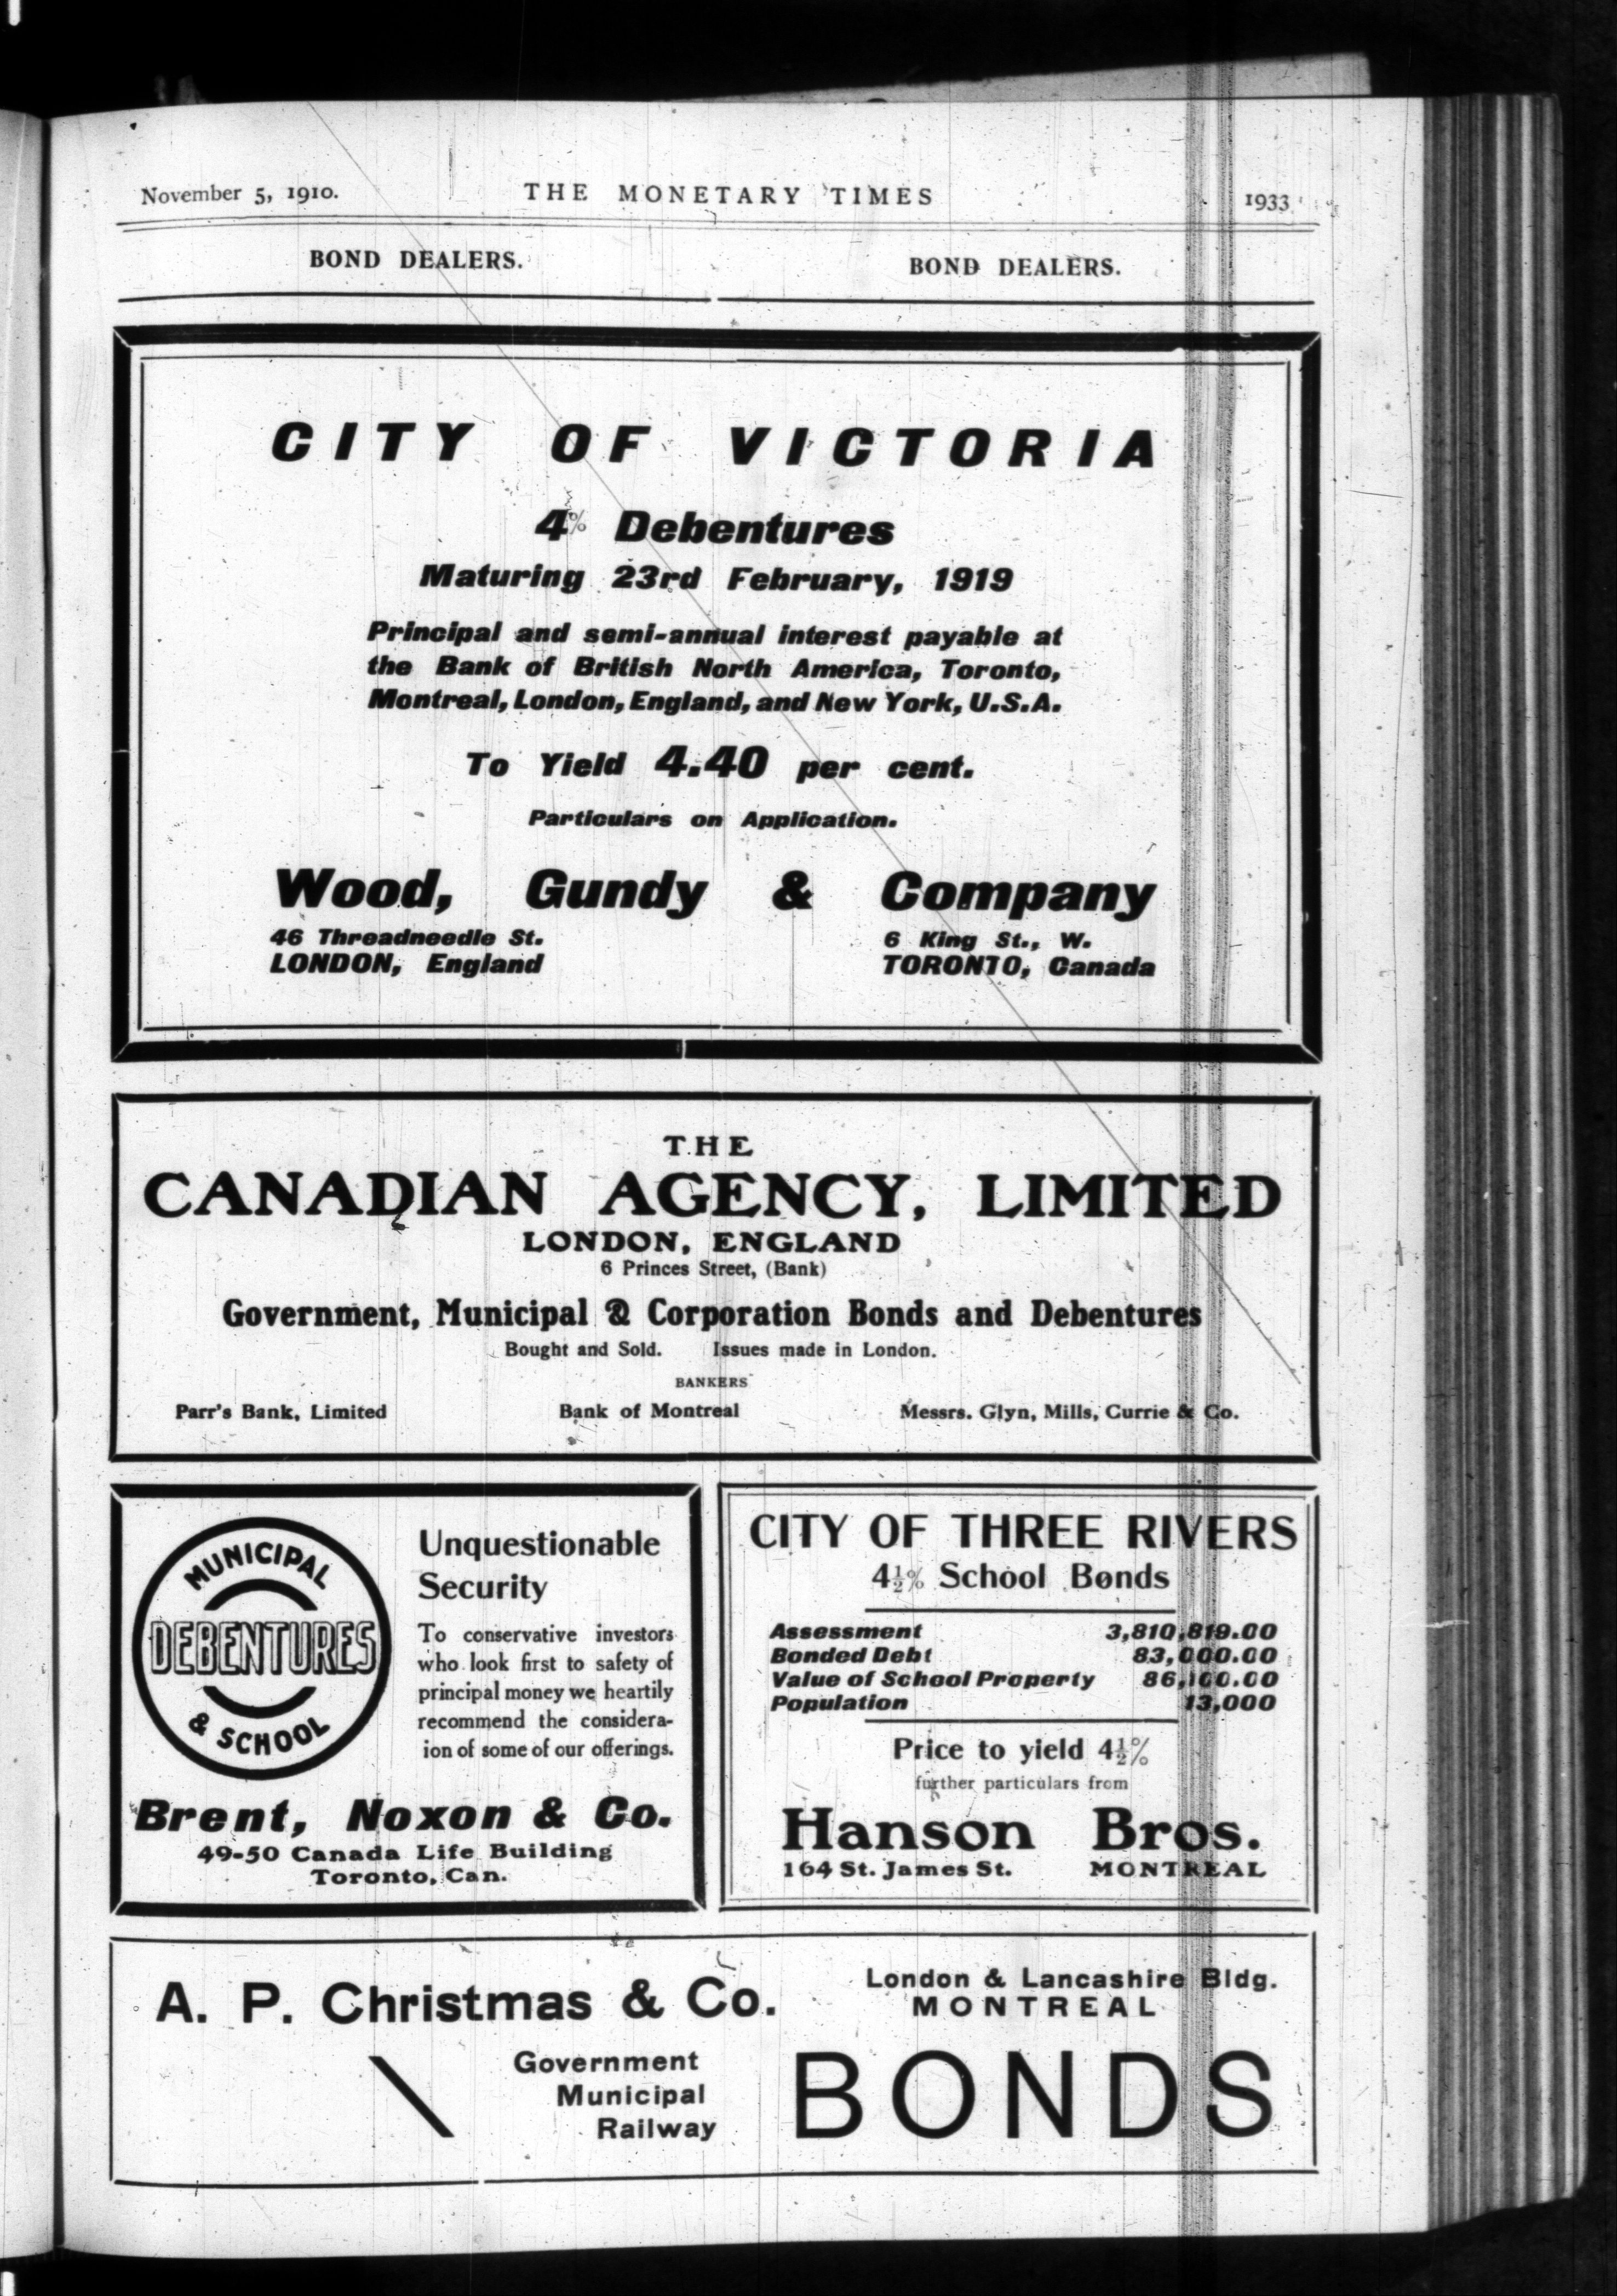 November 5, 1910.
THE MONETARY TIMES
1933
BOND DEALERS.
BOND DEALERS.
CITY OF VICTORIA
4% Debentures
Maturing 23rd February, 1919
Principal and semi-annual interest payable at
the Bank of British North America, Toronto,
Montreal, London, England, and New York, U.S.A.
To Yield 4.40 per cent.
Particulars on Application.
Wood, Gundy & Company
46 Threadneedle St.
LONDON, England
6 King St., W.
TORONTO, Canada
THE
CANADIAN AGENCY, LIMITED
LONDON, ENGLAND
6 Princes Street, (Bank)
Government, Municipal & Corporation Bonds and Debentures
Bought and Sold. Issues made in London.
BANKERS
Parr's Bank, Limited
Bank of Montreal
Messrs. Glyn, Mills, Currie & Co.
MUNICIPAL
DEBENTURES
& SCHOOL
Unquestionable
Security
To conservative investors
who look first to safety of
principal money we heartily
recommend the considera-
ion of some of our offerings.
Brent, Noxon & Co.
49-50 Canada Life Building
Toronto, Can.
CITY OF THREE RIVERS
4½% School Bonds
Assessment 3,810,819.00
Bonded Debt 83,000.00
Value of School Property 86,100.00
Population 13,000
Price to yield 4½%
further particulars from
Hanson Bros.
164 St. James St. MONTREAL
A. P. Christmas & Co.
London & Lancashire Bldg.
MONTREAL
Government
Municipal
Railway
BONDS